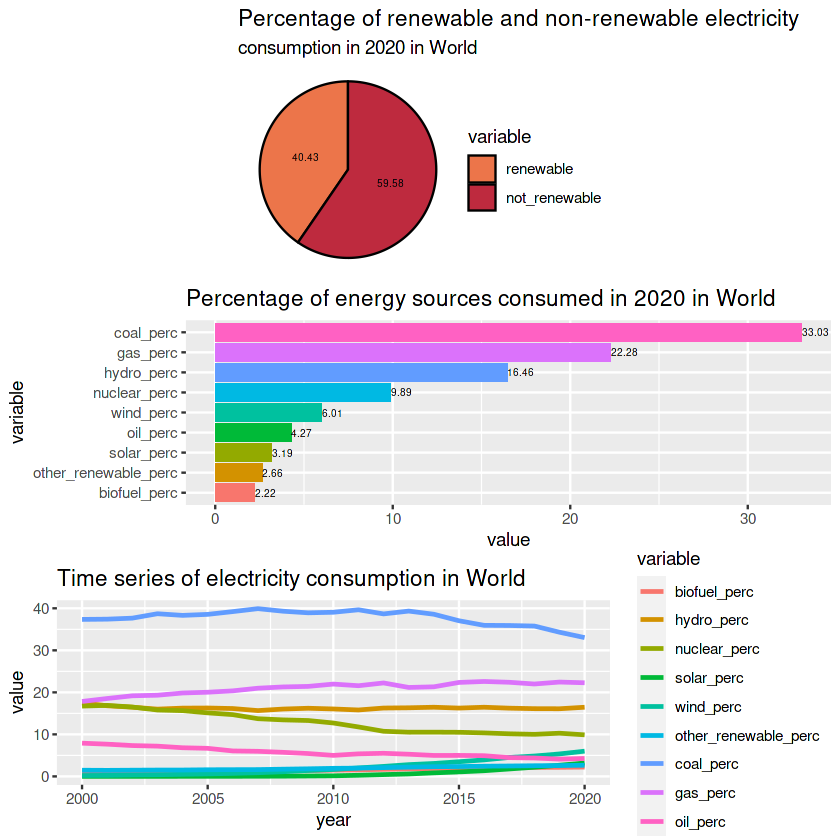 Percentage of renewable and non-renewable electricity
consumption in 2020 in World
40.43
59.58
variable
renewable
not_renewable
Percentage of energy sources consumed in 2020 in World
variable
coal_perc
33.03
gas_perc
22.28
hydro_perc
16.46
nuclear_perc
9.89
wind_perc
6.01
oil_perc
4.27
solar_perc
3.19
other_renewable_perc
2.66
biofuel_perc
2.22
0 10 20 30
value
Time series of electricity consumption in World
value
40
30
20
10
0
2000 2005 2010 2015 2020
year
variable
biofuel_perc
hydro_perc
nuclear_perc
solar_perc
wind_perc
other_renewable_perc
coal_perc
gas_perc
oil_perc